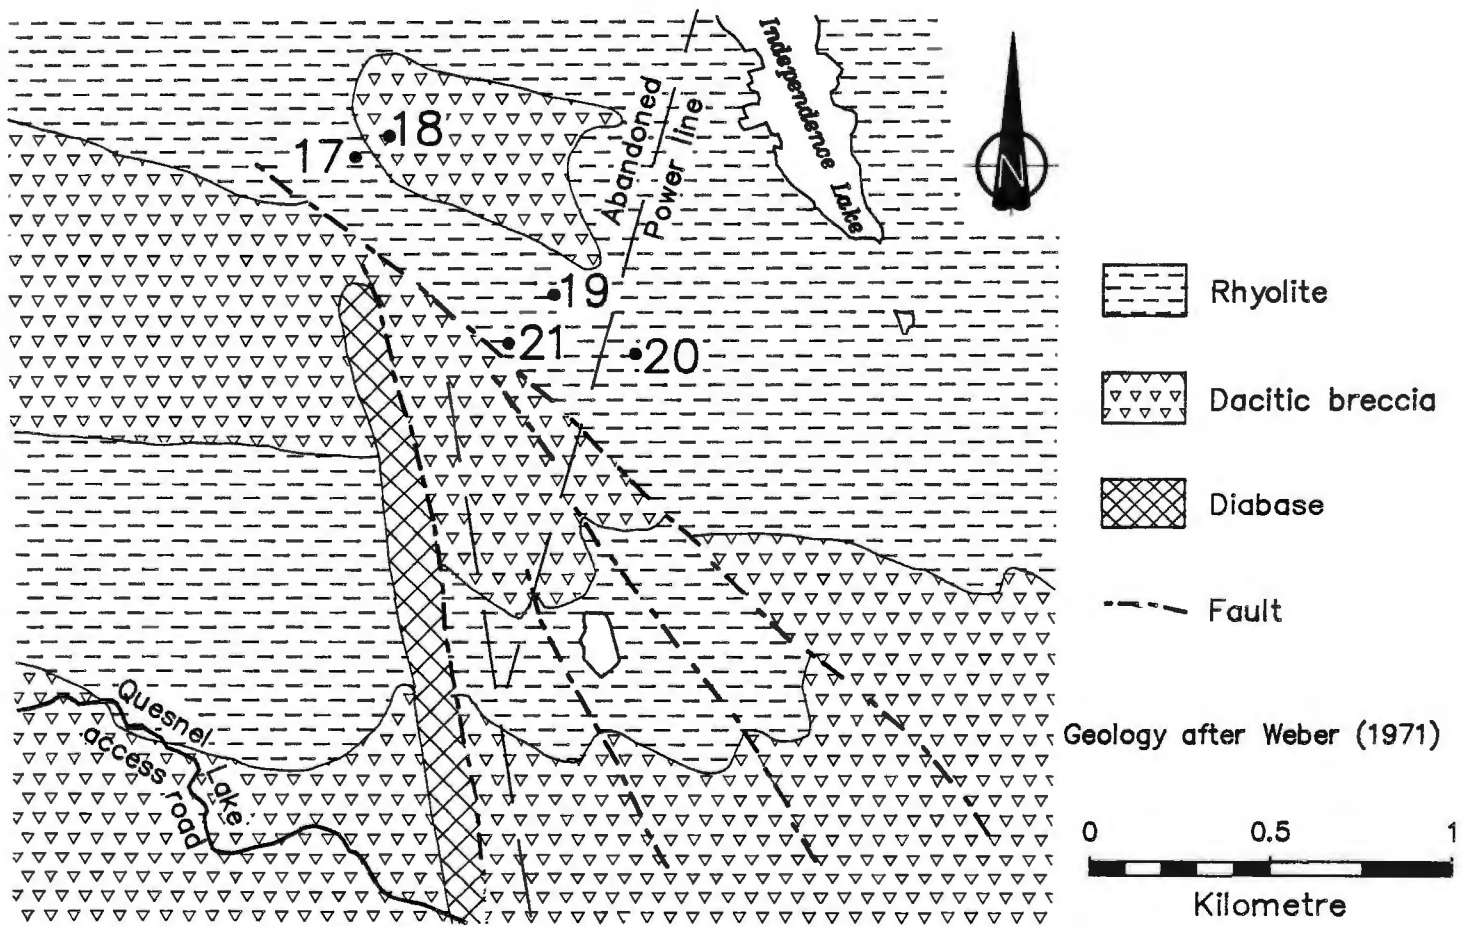 Independence Lake
Abandoned
Power line
18
17
N
19
21
20
Rhyolite
Dacitic breccia
Diabase
Fault
Geology after Weber (1971)
Quesnel Lake
access road
0 0.5 1
Kilometre